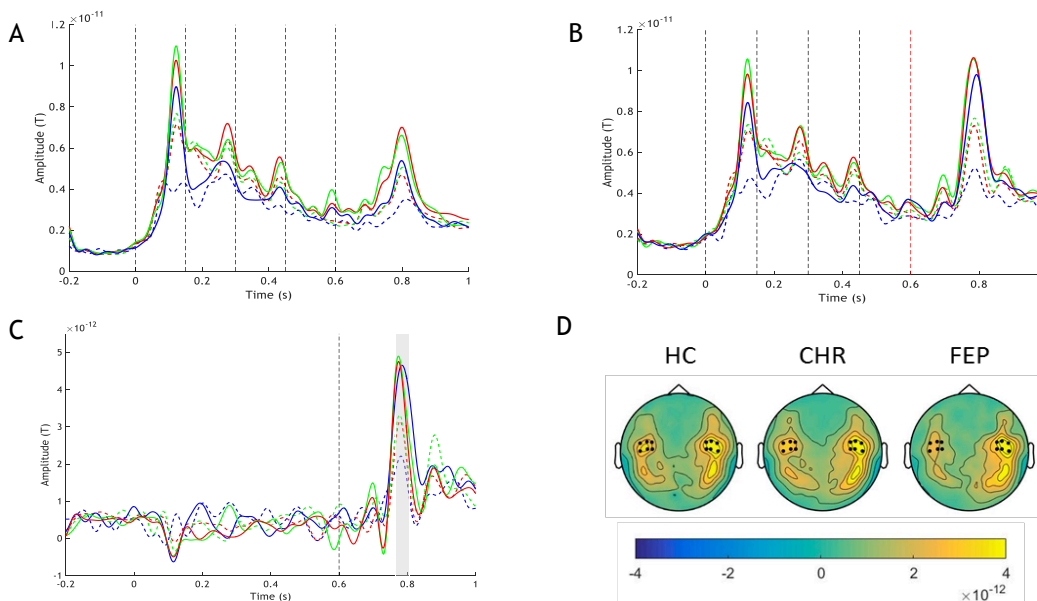 A
×10⁻¹¹
1.2
1
0.8
0.6
0.4
0.2
0
Amplitude (T)
-0.2 0 0.2 0.4 0.6 0.8 1
Time (s)
B
×10⁻¹¹
1.2
1
0.8
0.6
0.4
0.2
0
Amplitude (T)
-0.2 0 0.2 0.4 0.6 0.8
Time (s)
C
×10⁻¹²
5
4
3
2
1
0
-1
Amplitude (T)
-0.2 0 0.2 0.4 0.6 0.8 1
Time (s)
D
HC CHR FEP
-4 -2 0 2 4
×10⁻¹²